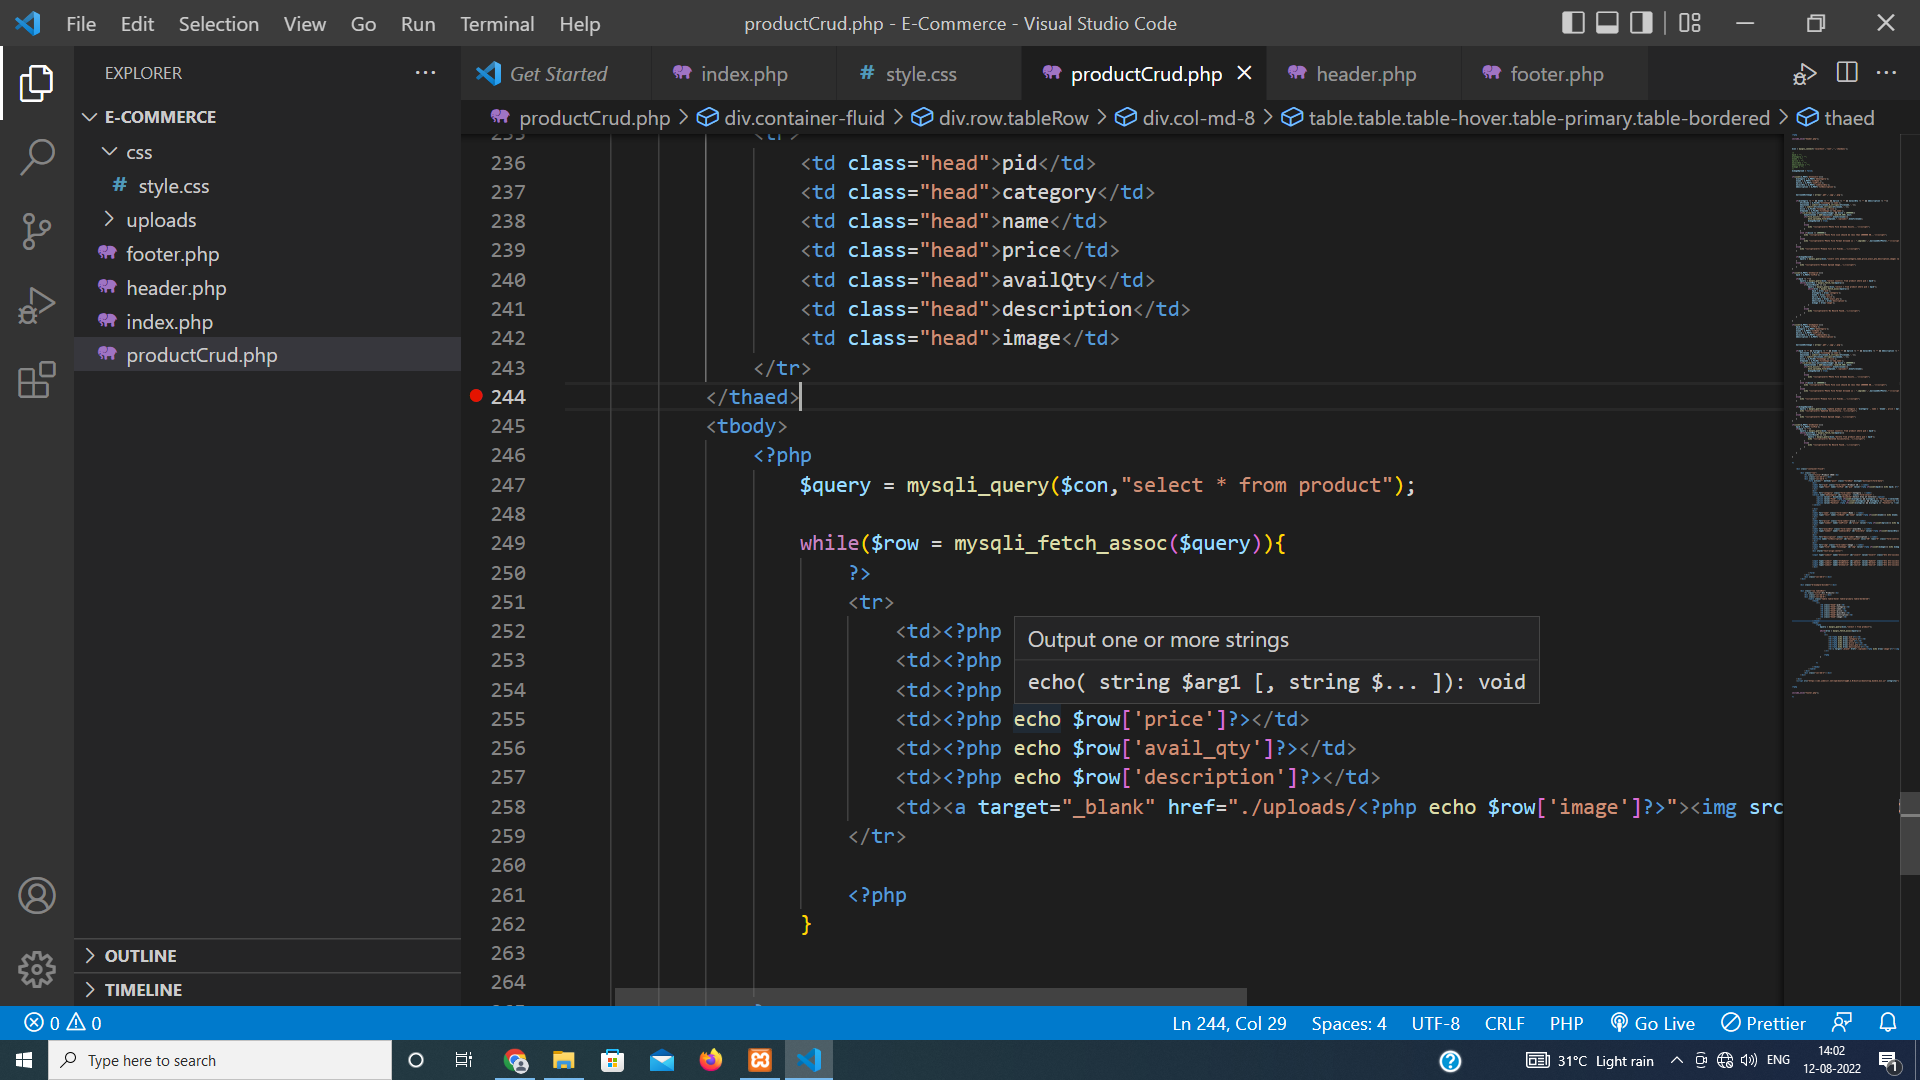 File Edit Selection View Go Run Terminal Help
productCrud.php - E-Commerce - Visual Studio Code
EXPLORER
E-COMMERCE
css
style.css
uploads
footer.php
header.php
index.php
productCrud.php
OUTLINE
TIMELINE
Get Started index.php style.css productCrud.php header.php footer.php
productCrud.php > div.container-fluid > div.row.tableRow > div.col-md-8 > table.table.table-hover.table-primary.table-bordered > thaed
235 <tr>
236 <td class="head">pid</td>
237 <td class="head">category</td>
238 <td class="head">name</td>
239 <td class="head">price</td>
240 <td class="head">availQty</td>
241 <td class="head">description</td>
242 <td class="head">image</td>
243 </tr>
244 </thaed>
245 <tbody>
246 <?php
247 $query = mysqli_query($con,"select * from product");
248
249 while($row = mysqli_fetch_assoc($query)){
250 ?>
251 <tr>
252 <td><?php
253 <td><?php
254 <td><?php
Output one or more strings
echo( string $arg1 [, string $... ]): void
255 <td><?php echo $row['price']?></td>
256 <td><?php echo $row['avail_qty']?></td>
257 <td><?php echo $row['description']?></td>
258 <td><a target="_blank" href="./uploads/<?php echo $row['image']?>"><img src
259 </tr>
260
261 <?php
262 }
263
264
0 0
Ln 244, Col 29 Spaces: 4 UTF-8 CRLF PHP Go Live Prettier
Type here to search
31°C Light rain ENG
14:02
12-08-2022
1